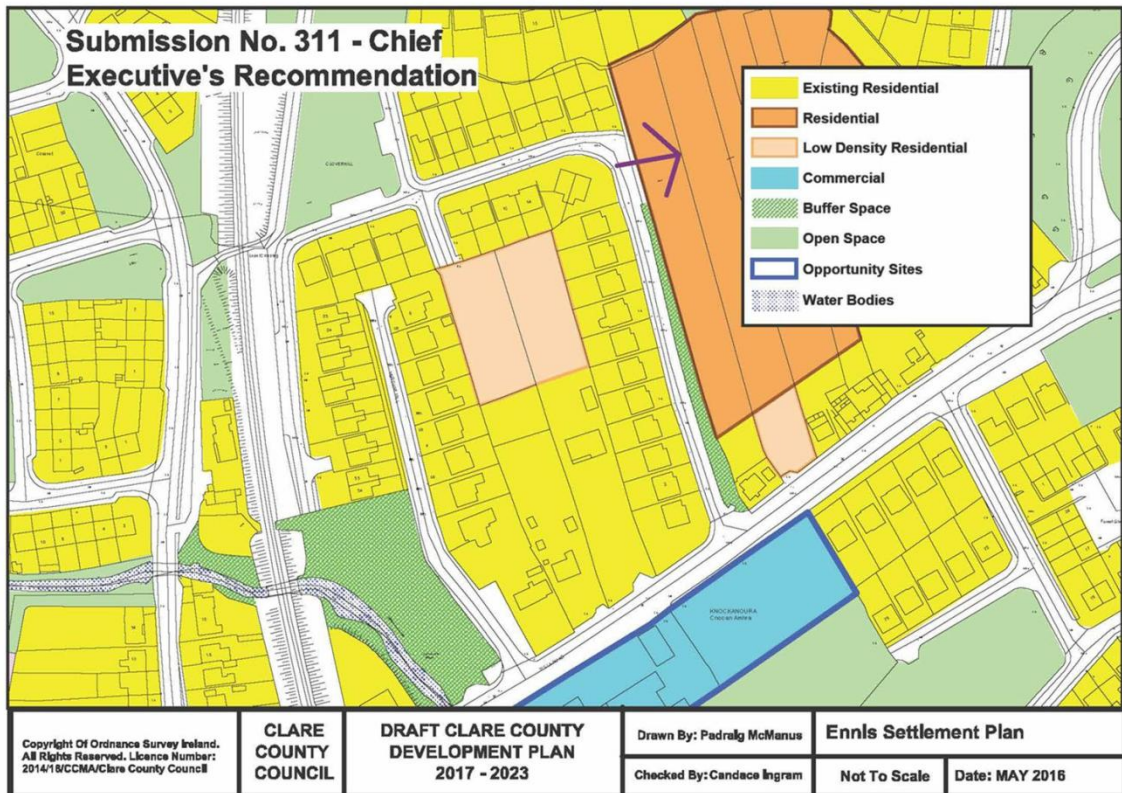 Submission No. 311 - Chief
Executive's Recommendation
Existing Residential
Residential
Low Density Residential
Commercial
Buffer Space
Open Space
Opportunity Sites
Water Bodies
CLOVERHILL
KNOCKANOURA
Cnocán Amhra
Copyright Of Ordnance Survey Ireland.
All Rights Reserved. Licence Number:
2014/18/CCMA/Clare County Council
CLARE
COUNTY
COUNCIL
DRAFT CLARE COUNTY
DEVELOPMENT PLAN
2017 - 2023
Drawn By: Padraig McManus
Checked By: Candace Ingram
Ennis Settlement Plan
Not To Scale
Date: MAY 2016